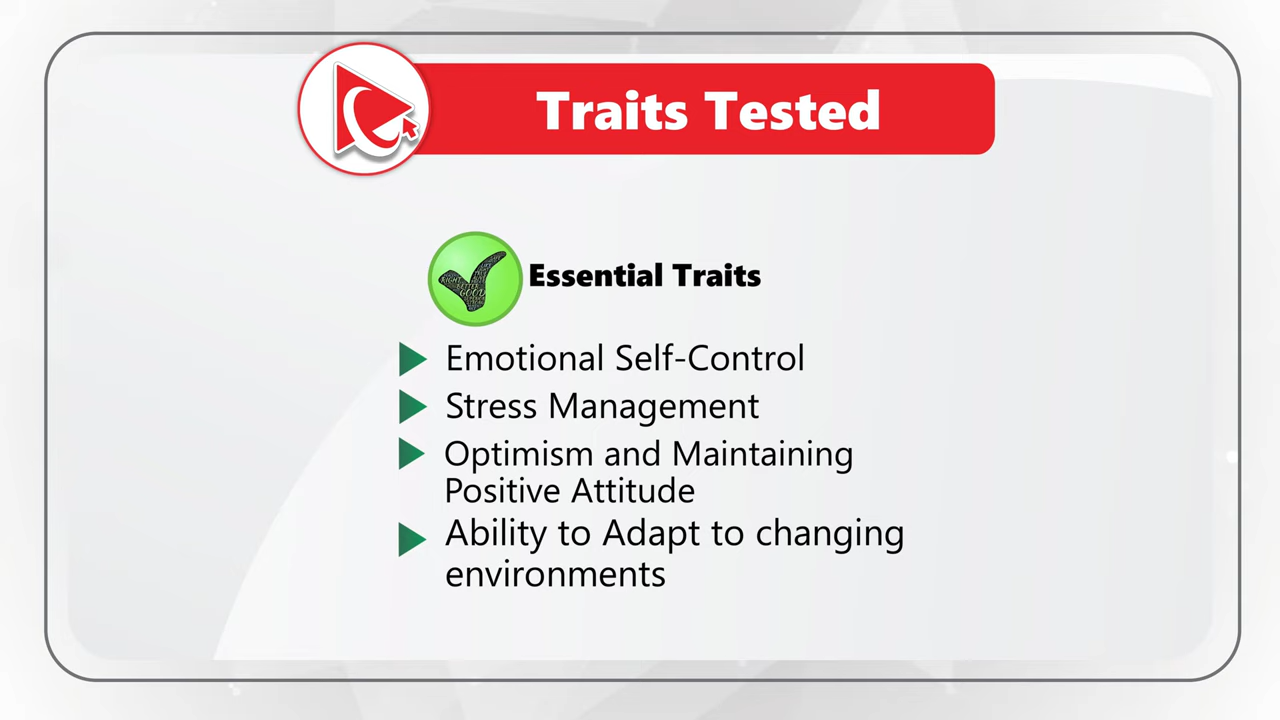 Traits Tested
Essential Traits
Emotional Self-Control
Stress Management
Optimism and Maintaining
Positive Attitude
Ability to Adapt to changing
environments